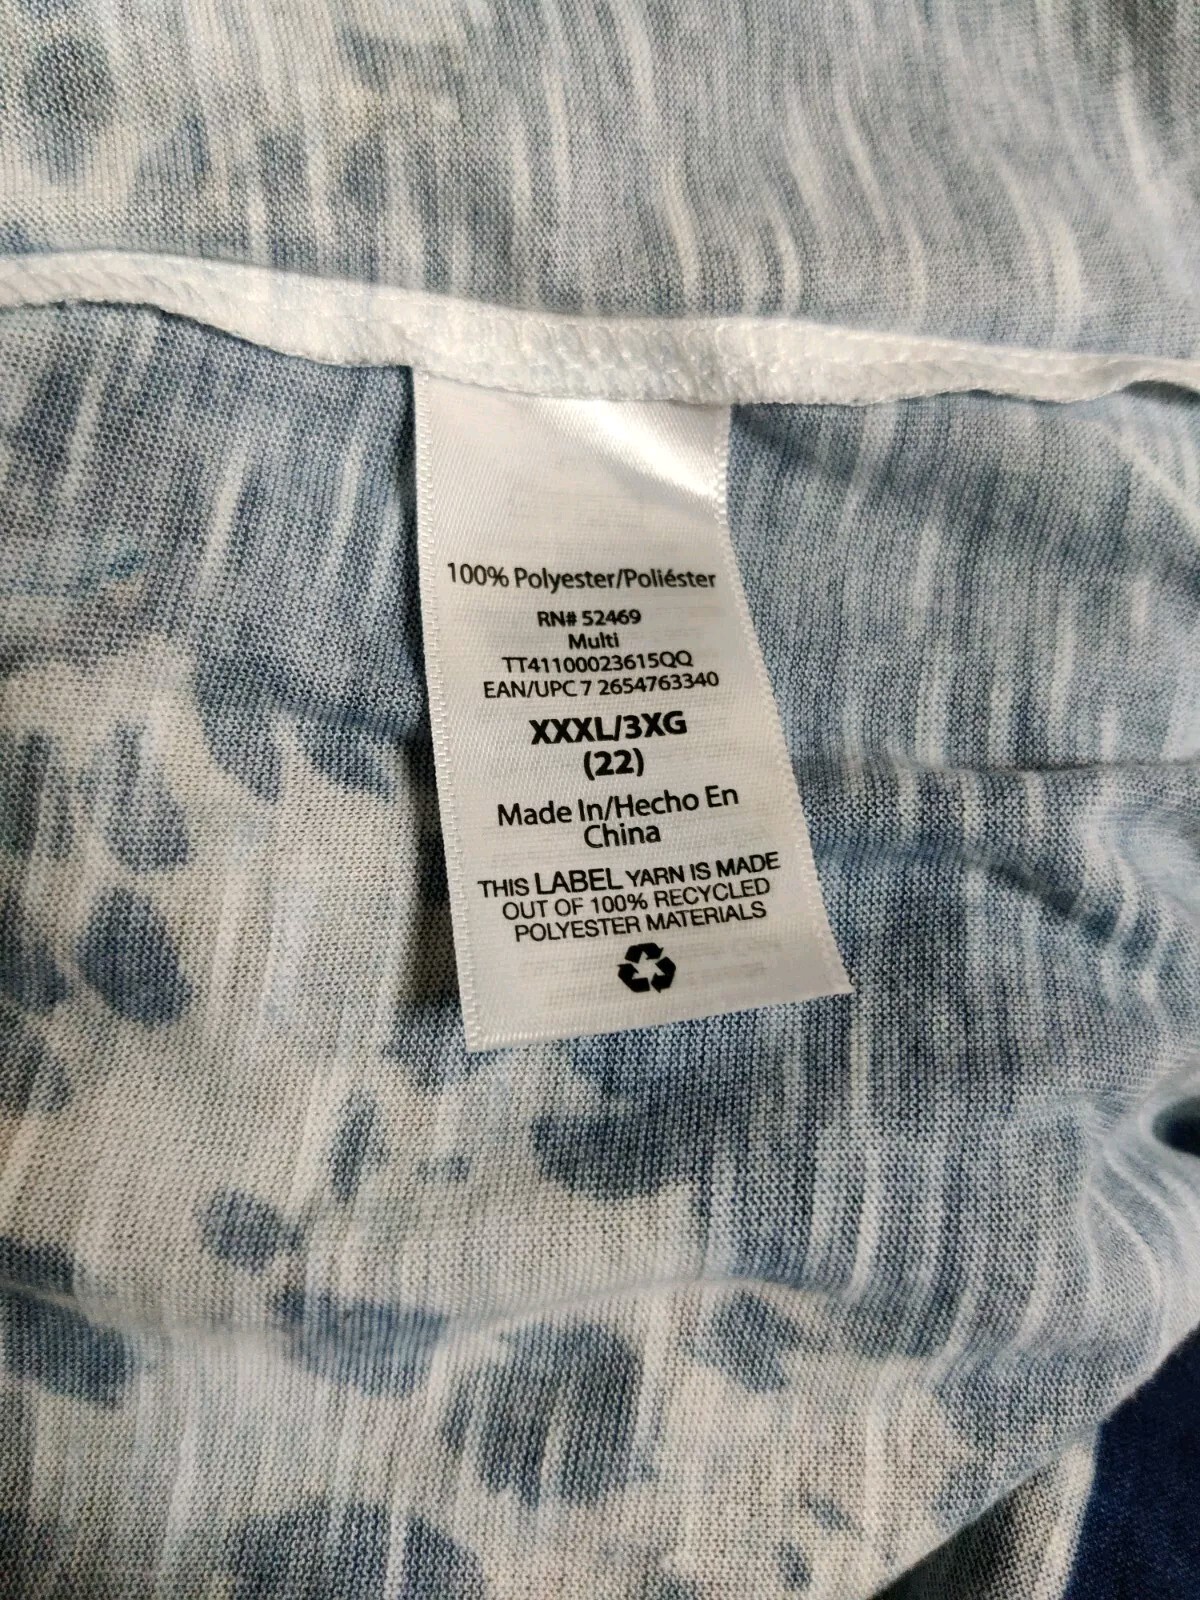 100% Polyester/Poliéster
RN# 52469
Multi
TT41100023615QQ
EAN/UPC 7 2654763340
XXXL/3XG
(22)
Made In/Hecho En
China
THIS LABEL YARN IS MADE
OUT OF 100% RECYCLED
POLYESTER MATERIALS